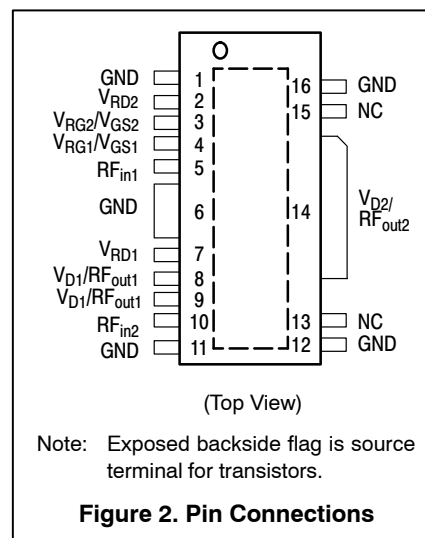 GND 1
V_RD2 2
V_RG2/V_GS2 3
V_RG1/V_GS1 4
RF_in1 5
GND 6
V_RD1 7
V_D1/RF_out1 8
V_D1/RF_out1 9
RF_in2 10
GND 11
16 GND
15 NC
14 V_D2/
RF_out2
13 NC
12 GND
(Top View)
Note: Exposed backside flag is source
terminal for transistors.
Figure 2. Pin Connections